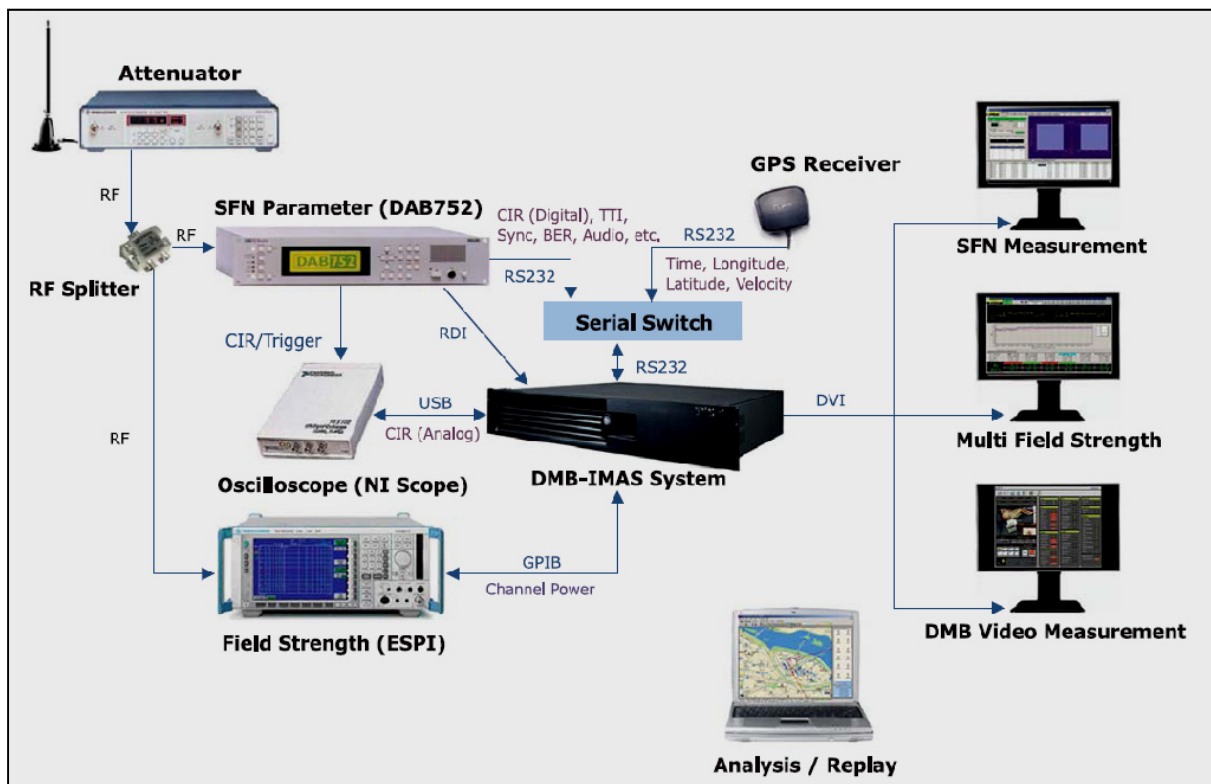 Attenuator
RF
SFN Parameter (DAB752)
RF
RF Splitter
DAB752
CIR (Digital), TTI,
Sync, BER, Audio, etc.
RS232
GPS Receiver
RS232
Time, Longitude,
Latitude, Velocity
Serial Switch
RS232
CIR/Trigger
RDI
USB
CIR (Analog)
Oscilloscope (NI Scope)
DMB-IMAS System
DVI
RF
GPIB
Channel Power
Field Strength (ESPI)
SFN Measurement
Multi Field Strength
DMB Video Measurement
Analysis / Replay